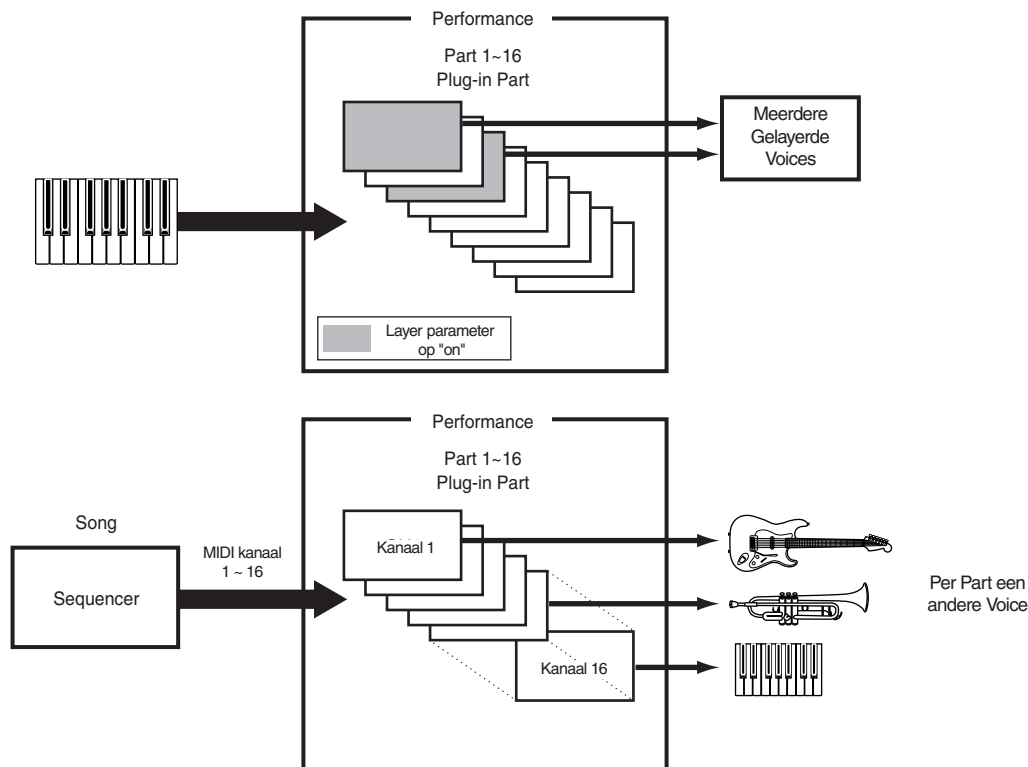 Performance
Part 1~16
Plug-in Part
Meerdere
Gelayerde
Voices
Layer parameter
op "on"
Performance
Part 1~16
Plug-in Part
Song
Sequencer
MIDI kanaal
1 ~ 16
Kanaal 1
Kanaal 16
Per Part een
andere Voice